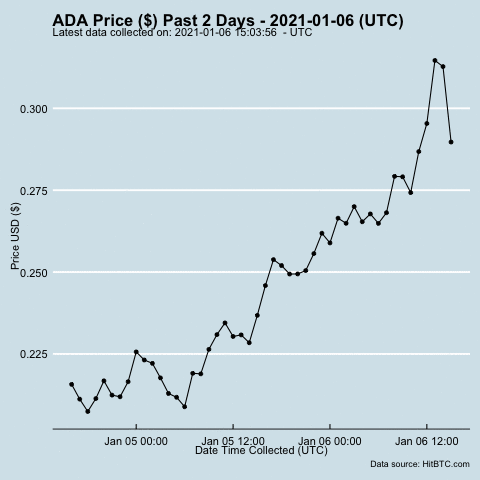 ADA Price ($) Past 2 Days - 2021-01-06 (UTC)
Latest data collected on: 2021-01-06 15:03:56  - UTC
0.300
0.275
0.250
0.225
Price USD ($)
Jan 05 00:00 Jan 05 12:00 Jan 06 00:00 Jan 06 12:00
Date Time Collected (UTC)
Data source: HitBTC.com